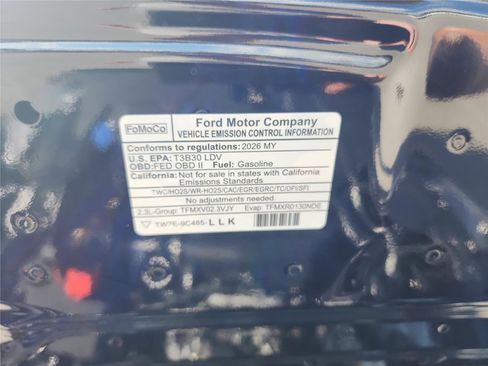 FoMoCo
Ford Motor Company
VEHICLE EMISSION CONTROL INFORMATION
Conforms to regulations: 2026 MY
U.S. EPA: T3B30 LDV
OBD: FED OBD II Fuel: Gasoline
California: Not for sale in states with California
Emissions Standards
TWC/HO2S/WR-HO2S/CAC/EGR/EGRC/TC/DFI/SFI
No adjustments needed.
2.3L-Group: TFMXV02.3VJY Evap: TFMXR0130NDE
TW7E-9C485- L L K